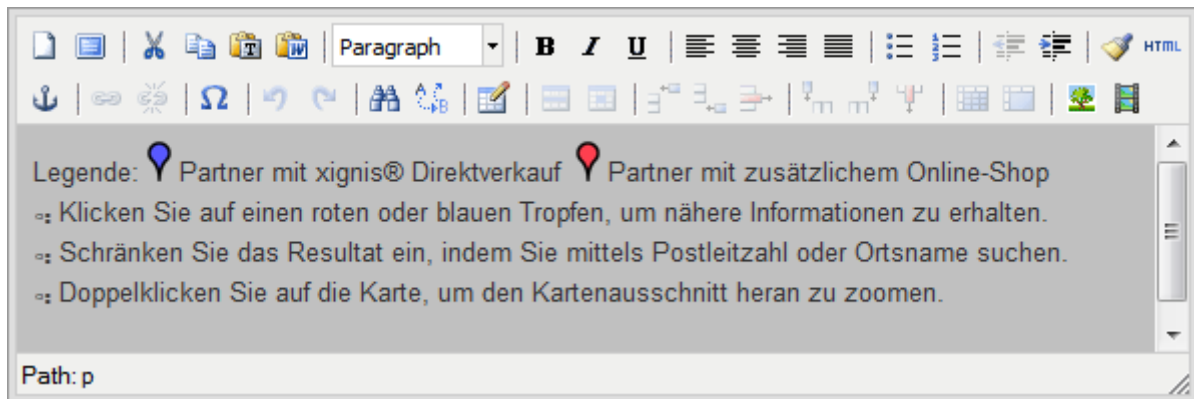 Paragraph B I U HTML
Legende: Partner mit xignis® Direktverkauf Partner mit zusätzlichem Online-Shop
Klicken Sie auf einen roten oder blauen Tropfen, um nähere Informationen zu erhalten.
Schränken Sie das Resultat ein, indem Sie mittels Postleitzahl oder Ortsname suchen.
Doppelklicken Sie auf die Karte, um den Kartenausschnitt heran zu zoomen.
Path: p